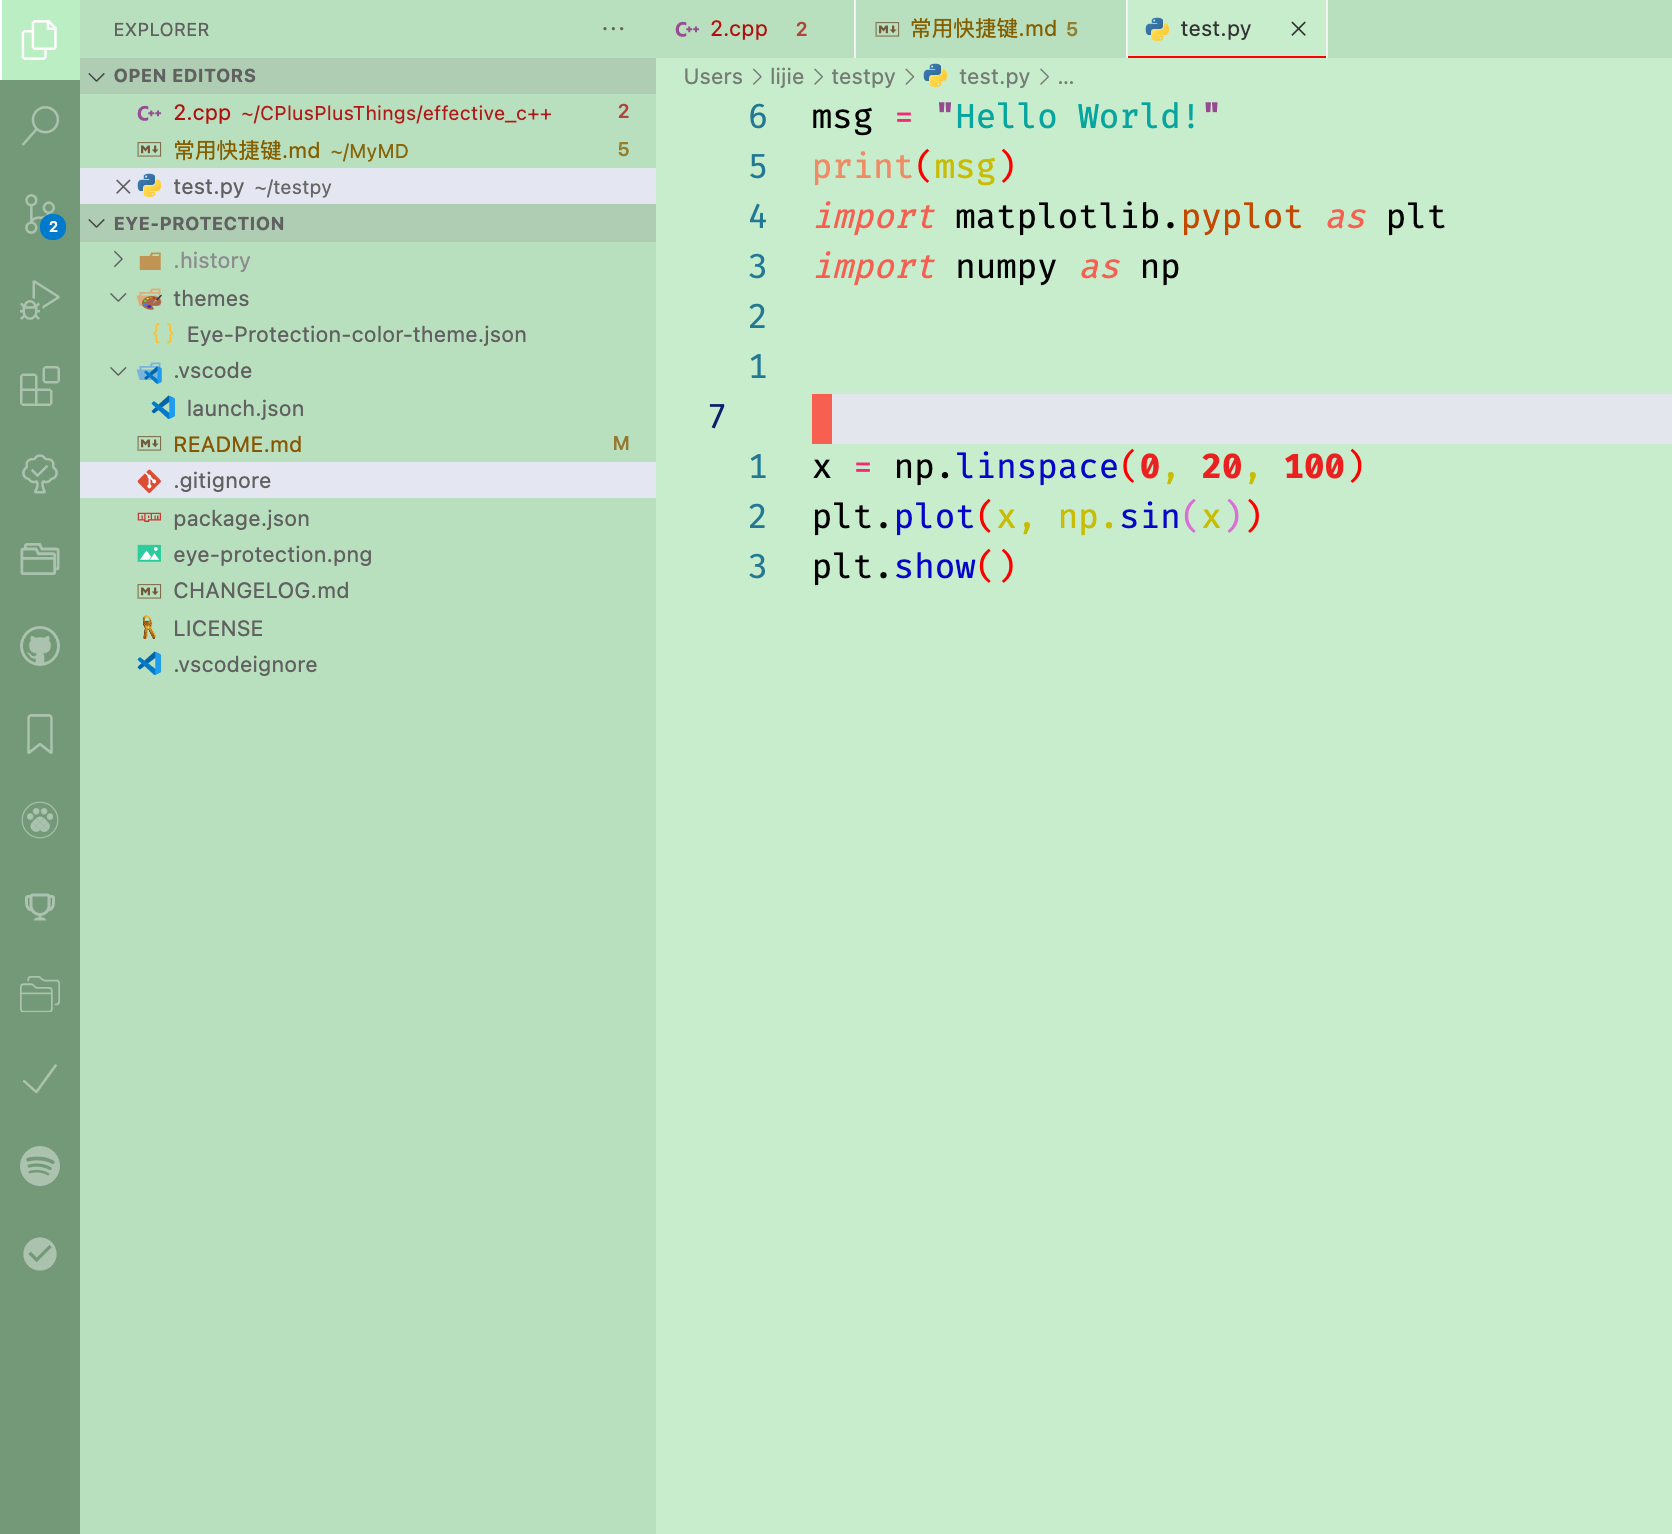 EXPLORER
OPEN EDITORS
2.cpp ~/CPlusPlusThings/effective_c++ 2
常用快捷键.md ~/MyMD 5
test.py ~/testpy
EYE-PROTECTION
.history
themes
Eye-Protection-color-theme.json
.vscode
launch.json
README.md M
.gitignore
package.json
eye-protection.png
CHANGELOG.md
LICENSE
.vscodeignore
2
2.cpp 2 常用快捷键.md 5 test.py
Users > lijie > testpy > test.py > ...
6 msg = "Hello World!"
5 print(msg)
4 import matplotlib.pyplot as plt
3 import numpy as np
2
1
7
1 x = np.linspace(0, 20, 100)
2 plt.plot(x, np.sin(x))
3 plt.show()